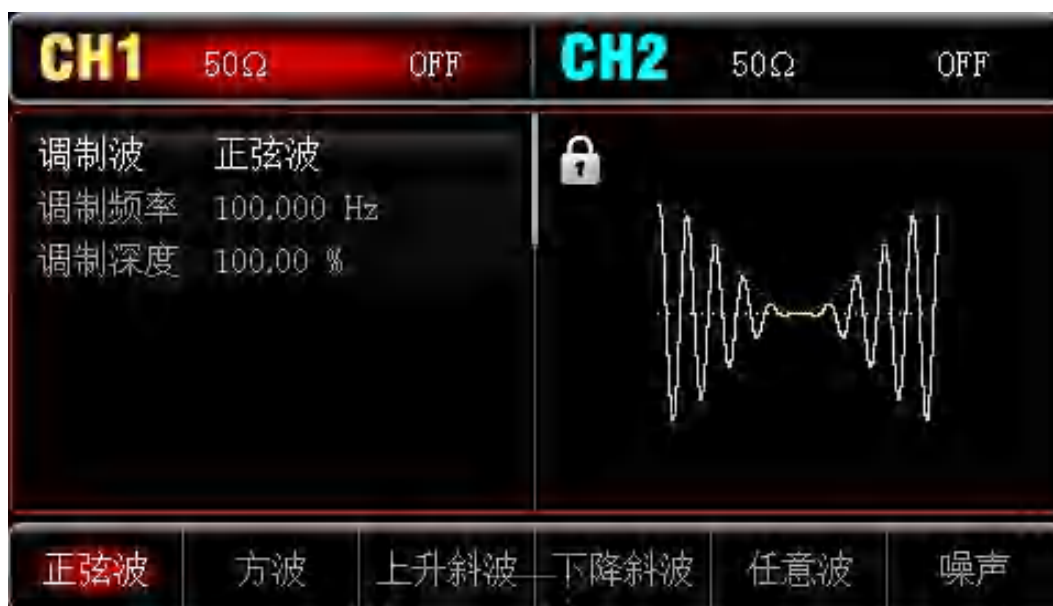 CH1 50Ω OFF CH2 50Ω OFF
调制波 正弦波
调制频率 100.000 Hz
调制深度 100.00 %
1
正弦波 方波 上升斜波 下降斜波 任意波 噪声